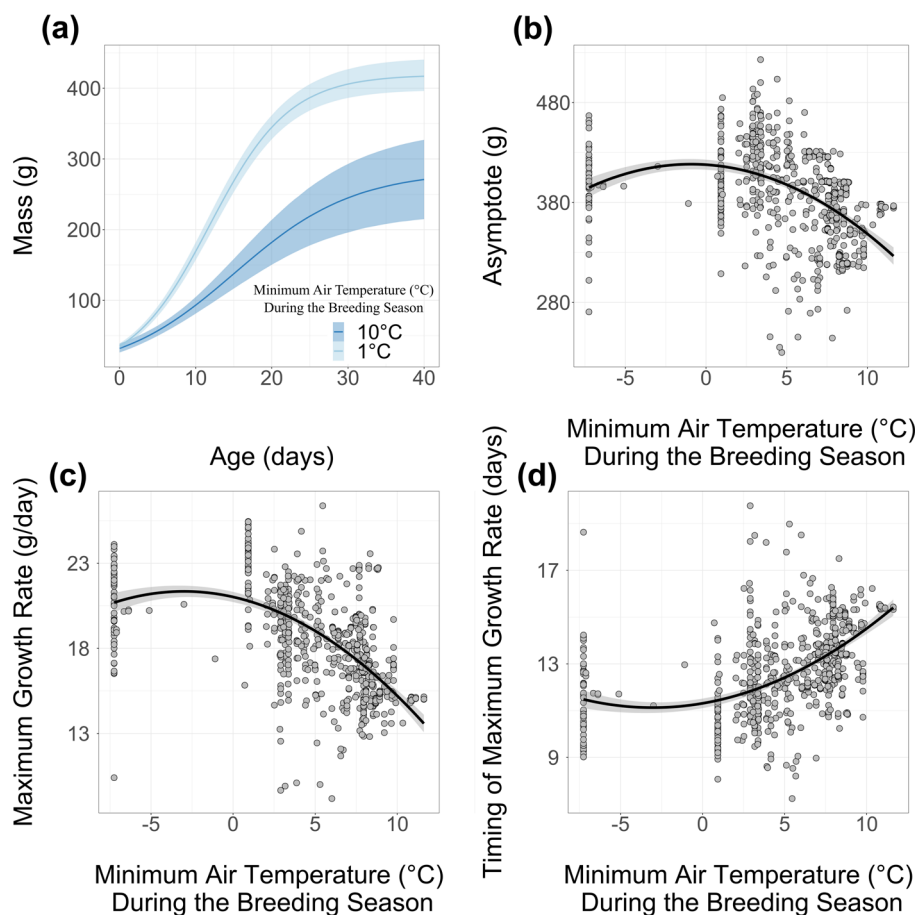 (a)
Mass (g)
400
300
200
100
0
10
20
30
40
Age (days)
Minimum Air Temperature (°C)
During the Breeding Season
10°C
1°C
(b)
Asymptote (g)
480
380
280
-5
0
5
10
Minimum Air Temperature (°C)
During the Breeding Season
(c)
Maximum Growth Rate (g/day)
23
18
13
-5
0
5
10
Minimum Air Temperature (°C)
During the Breeding Season
(d)
Timing of Maximum Growth Rate (days)
17
13
9
-5
0
5
10
Minimum Air Temperature (°C)
During the Breeding Season